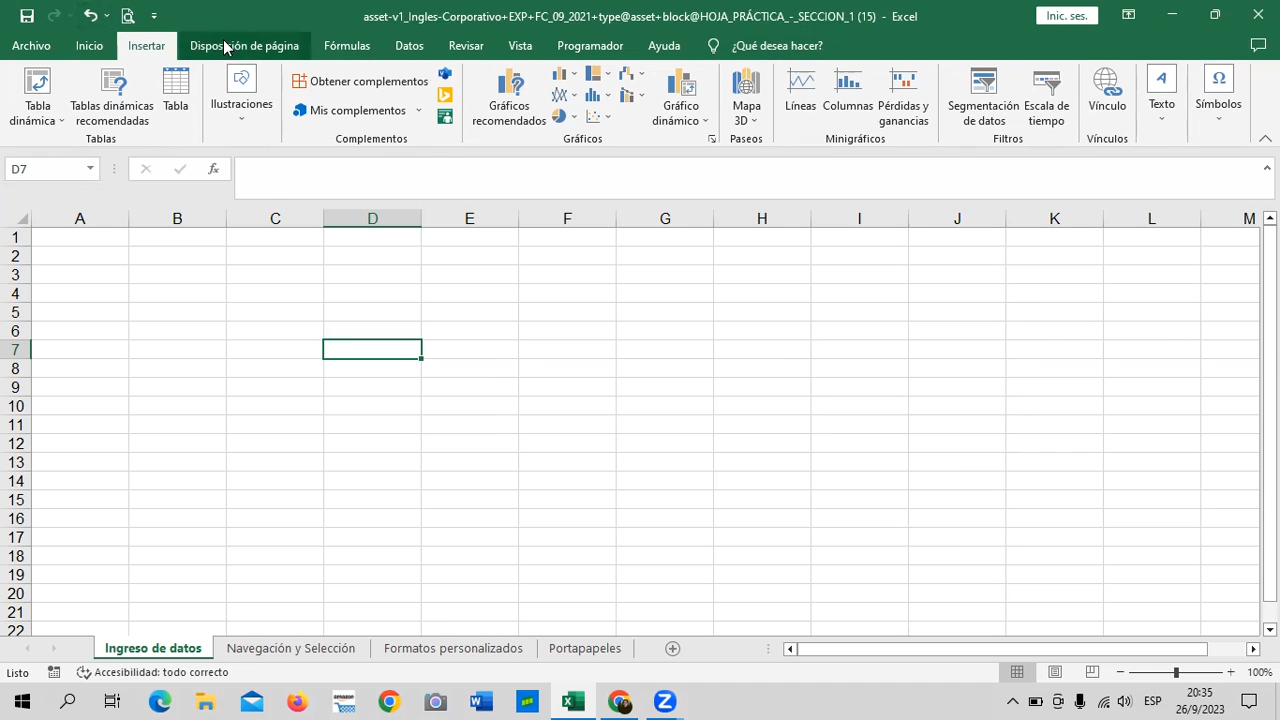 asset-v1_Ingles-Corporativo+EXP+FC_09_2021+type@asset+block@HOJA_PRÁCTICA_-_SECCION_1 (15) - Excel
Inic. ses.
Archivo Inicio Insertar Disposición de página Fórmulas Datos Revisar Vista Programador Ayuda ¿Qué desea hacer?
Tabla dinámica
Tablas dinámicas recomendadas
Tabla
Tablas
Ilustraciones
Obtener complementos
Mis complementos
Complementos
Gráficos recomendados
Gráfico dinámico
Gráficos
Mapa 3D
Paseos
Líneas
Columnas
Pérdidas y ganancias
Minigráficos
Segmentación de datos
Escala de tiempo
Filtros
Vínculo
Vínculos
Texto
Símbolos
D7
fx
A B C D E F G H I J K L M
1
2
3
4
5
6
7
8
9
10
11
12
13
14
15
16
17
18
19
20
21
22
Ingreso de datos Navegación y Selección Formatos personalizados Portapapeles
Listo Accesibilidad: todo correcto 100%
ESP
20:35
26/9/2023